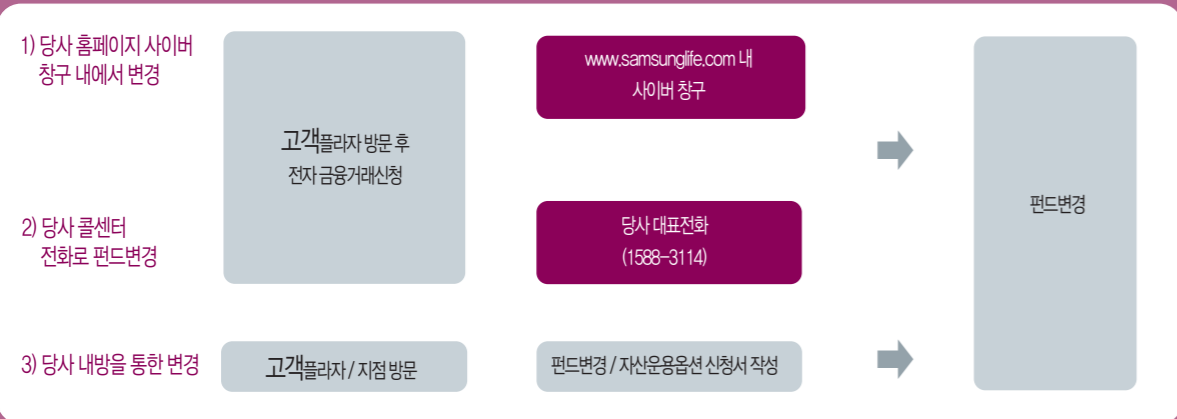 1) 당사 홈페이지 사이버
창구 내에서 변경
고객플라자 방문 후
전자 금융거래신청
www.samsunglife.com 내
사이버 창구
2) 당사 콜센터
전화로 펀드변경
당사 대표전화
(1588-3114)
펀드변경
3) 당사 내방을 통한 변경
고객플라자 / 지점 방문
펀드변경 / 자산운용옵션 신청서 작성